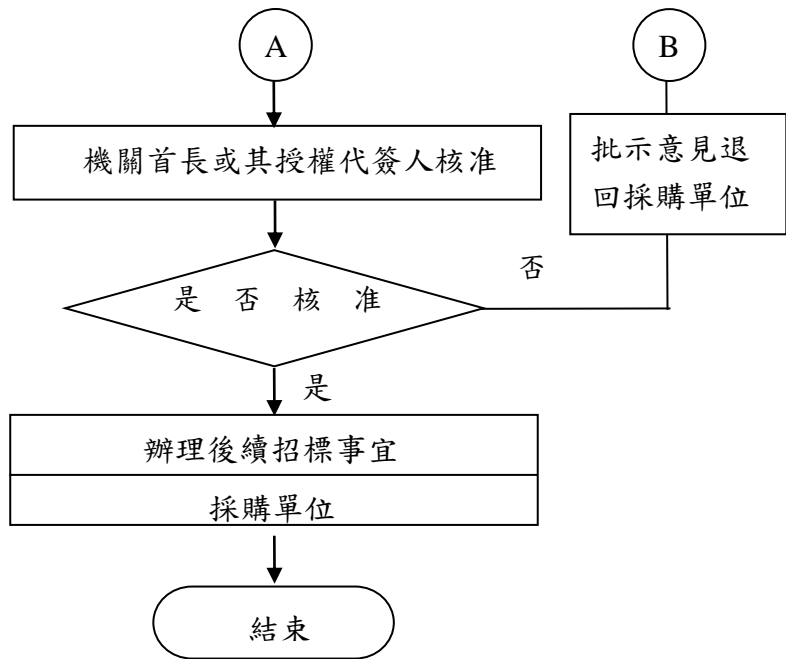 A
B
機關首長或其授權代簽人核准
批示意見退
回採購單位
是否核准
否
是
辦理後續招標事宜
採購單位
結束